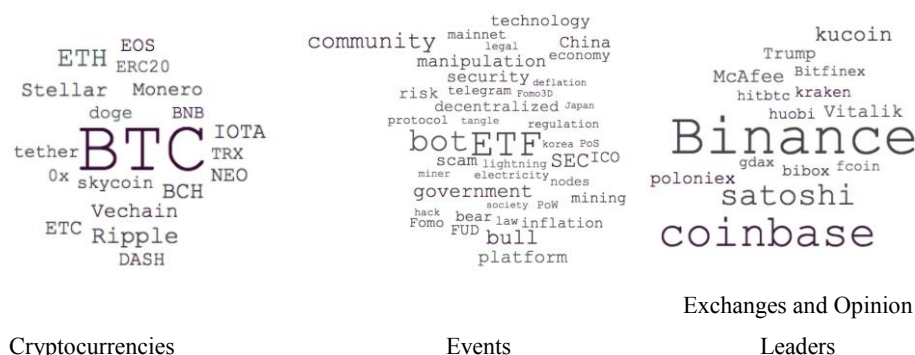 EOS
ETH
ERC20
Stellar Monero
doge BNB
BTC
IOTA
tether
TRX
0x skycoin
BCH
NEO
Vechain
ETC Ripple
DASH
technology
community mainnet
legal
China
manipulation economy
security
deflation
risk telegram Fomo3D
decentralized Japan
protocol tangle regulation
bot ETF korea PoS
scam lightning SEC ICO
miner electricity nodes
government mining
society PoW
hack
Fomo bear law inflation
FUD bull
platform
kucoin
Trump
McAfee Bitfinex
hitbtc kraken
huobi Vitalik
Binance
gdax bibox fcoin
poloniex
satoshi
coinbase
Cryptocurrencies
Events
Exchanges and Opinion
Leaders